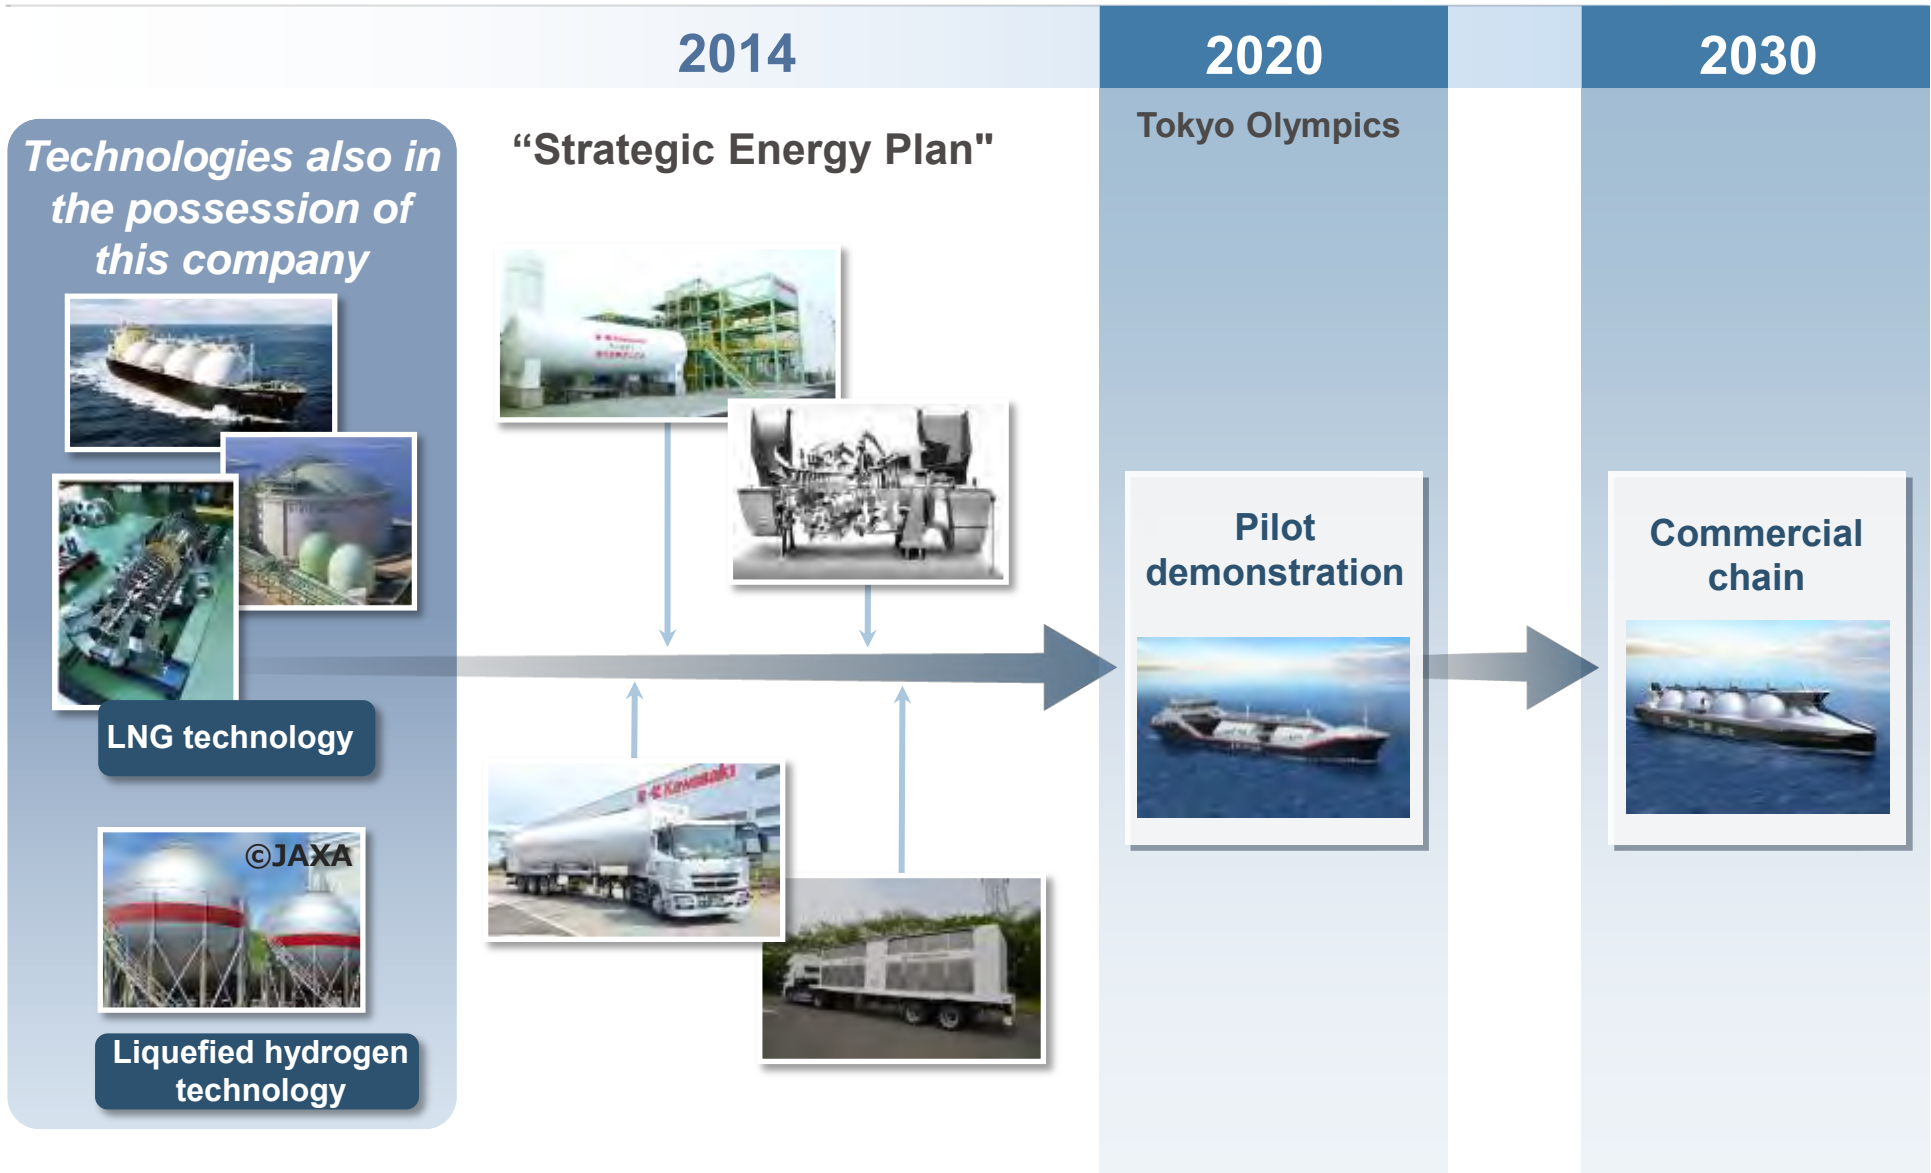 2014
2020
2030
Technologies also in
the possession of
this company
“Strategic Energy Plan"
Tokyo Olympics
Pilot
demonstration
Commercial
chain
LNG technology
Kawasaki
©JAXA
Liquefied hydrogen
technology